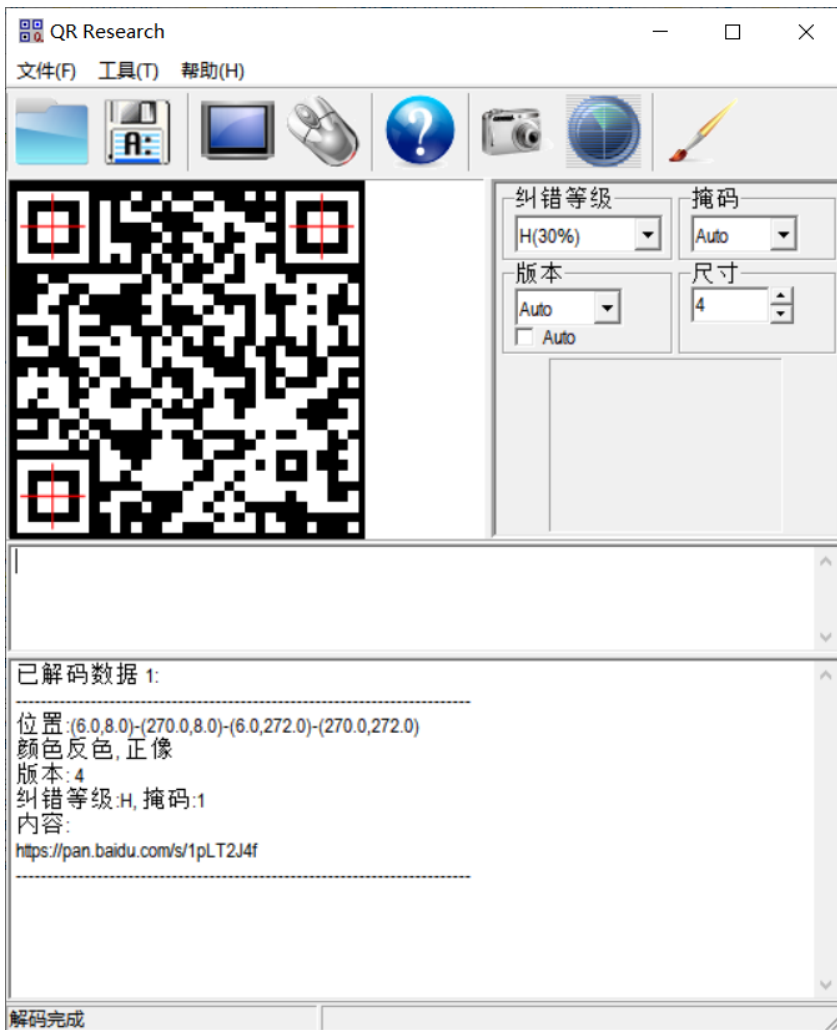 QR Research
文件(F) 工具(T) 帮助(H)
A:
纠错等级 掩码
H(30%) Auto
版本 尺寸
Auto 4
Auto
已解码数据 1:
--------------------------------------------------------------------------------
位置:(6.0,8.0)-(270.0,8.0)-(6.0,272.0)-(270.0,272.0)
颜色反色, 正像
版本: 4
纠错等级:H, 掩码:1
内容:
https://pan.baidu.com/s/1pLT2J4f
--------------------------------------------------------------------------------
解码完成